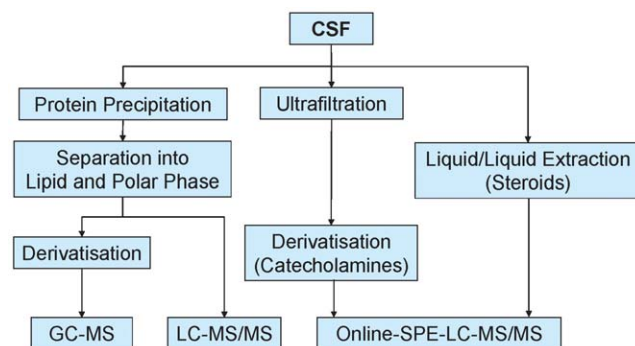 CSF
Protein Precipitation
Ultrafiltration
Separation into
Lipid and Polar Phase
Liquid/Liquid Extraction
(Steroids)
Derivatisation
Derivatisation
(Catecholamines)
GC-MS
LC-MS/MS
Online-SPE-LC-MS/MS